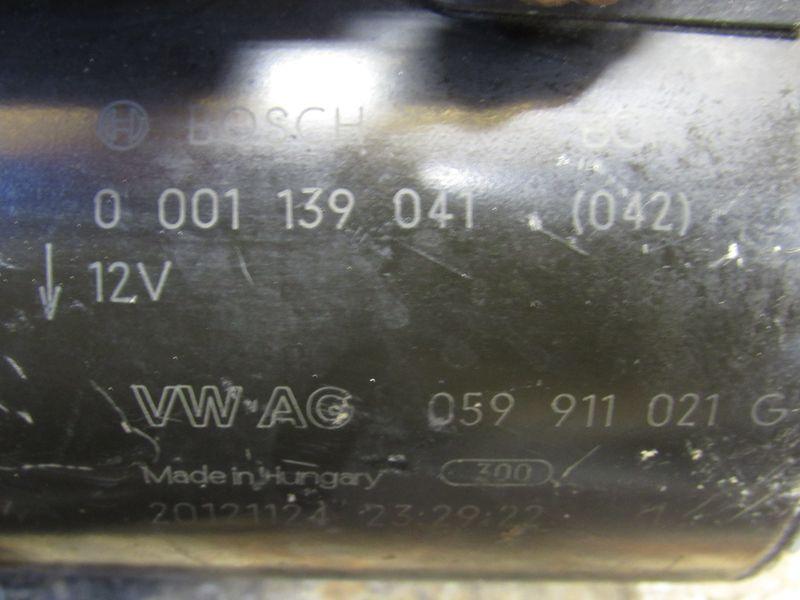 BOSCH
0 001 139 041 (042)
12V
VW AG 059 911 021 G
Made in Hungary 300
20121124 23:29:22